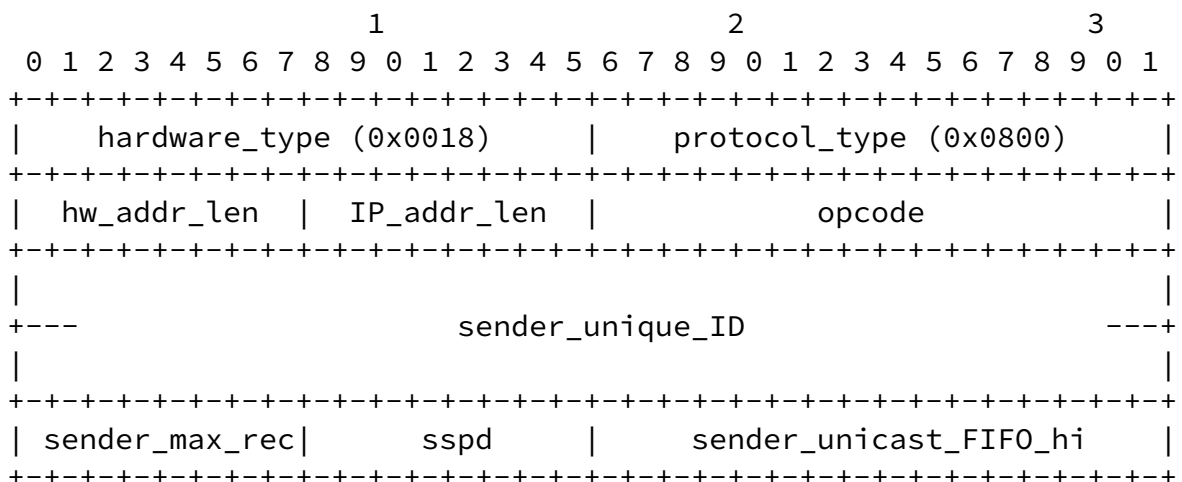 1                   2                   3
 0 1 2 3 4 5 6 7 8 9 0 1 2 3 4 5 6 7 8 9 0 1 2 3 4 5 6 7 8 9 0 1
+-+-+-+-+-+-+-+-+-+-+-+-+-+-+-+-+-+-+-+-+-+-+-+-+-+-+-+-+-+-+-+-+
|    hardware_type (0x0018)     |    protocol_type (0x0800)     |
+-+-+-+-+-+-+-+-+-+-+-+-+-+-+-+-+-+-+-+-+-+-+-+-+-+-+-+-+-+-+-+-+
|  hw_addr_len  |  IP_addr_len  |            opcode             |
+-+-+-+-+-+-+-+-+-+-+-+-+-+-+-+-+-+-+-+-+-+-+-+-+-+-+-+-+-+-+-+-+
|                                                               |
+---                     sender_unique_ID                    ---+
|                                                               |
+-+-+-+-+-+-+-+-+-+-+-+-+-+-+-+-+-+-+-+-+-+-+-+-+-+-+-+-+-+-+-+-+
| sender_max_rec|      sspd     |     sender_unicast_FIFO_hi    |
+-+-+-+-+-+-+-+-+-+-+-+-+-+-+-+-+-+-+-+-+-+-+-+-+-+-+-+-+-+-+-+-+